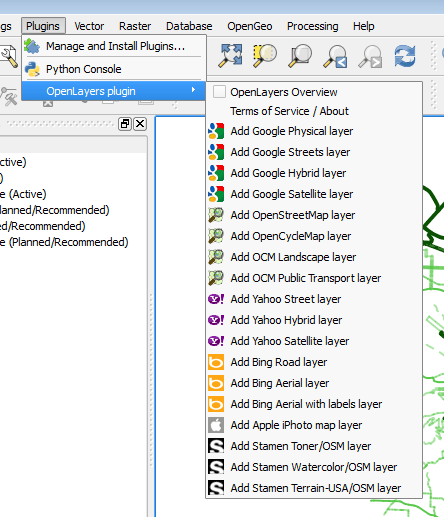 gs Plugins Vector Raster Database OpenGeo Processing Help
Manage and Install Plugins...
Python Console
OpenLayers plugin
OpenLayers Overview
Terms of Service / About
Add Google Physical layer
Add Google Streets layer
Add Google Hybrid layer
Add Google Satellite layer
Add OpenStreetMap layer
Add OpenCycleMap layer
Add OCM Landscape layer
Add OCM Public Transport layer
Add Yahoo Street layer
Add Yahoo Hybrid layer
Add Yahoo Satellite layer
Add Bing Road layer
Add Bing Aerial layer
Add Bing Aerial with labels layer
Add Apple iPhoto map layer
Add Stamen Toner/OSM layer
Add Stamen Watercolor/OSM layer
Add Stamen Terrain-USA/OSM layer
ctive)
)
e (Active)
lanned/Recommended)
ed/Recommended)
e (Planned/Recommended)